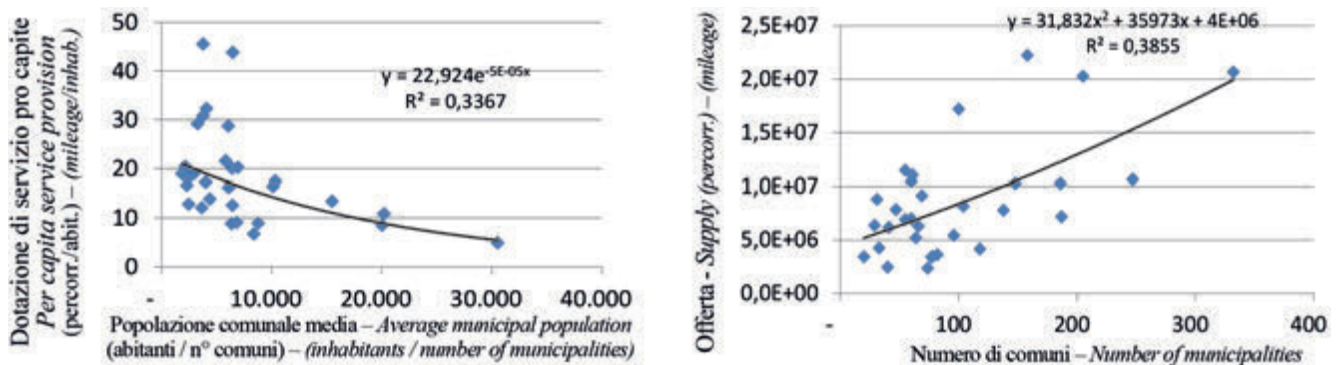 Dotazione di servizio pro capite
Per capita service provision
(percorr./abit.) – (mileage/inhab.)
50
40
30
20
10
0
y = 22,924e-5E-05x
R² = 0,3367
-
10.000
20.000
30.000
40.000
Popolazione comunale media – Average municipal population
(abitanti / n° comuni) – (inhabitants / number of municipalities)
Offerta - Supply (percorr.) – (mileage)
2,5E+07
2,0E+07
1,5E+07
1,0E+07
5,0E+06
0,0E+00
y = 31,832x² + 35973x + 4E+06
R² = 0,3855
-
100
200
300
400
Numero di comuni – Number of municipalities